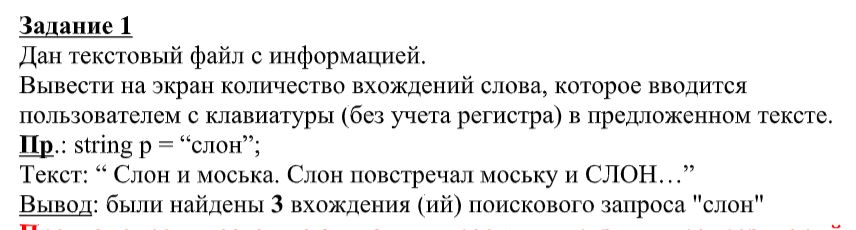 Задание 1
Дан текстовый файл с информацией.
Вывести на экран количество вхождений слова, которое вводится
пользователем с клавиатуры (без учета регистра) в предложенном тексте.
Пр.: string p = “слон”;
Текст: “ Слон и моська. Слон повстречал моську и СЛОН…”
Вывод: были найдены 3 вхождения (ий) поискового запроса "слон"